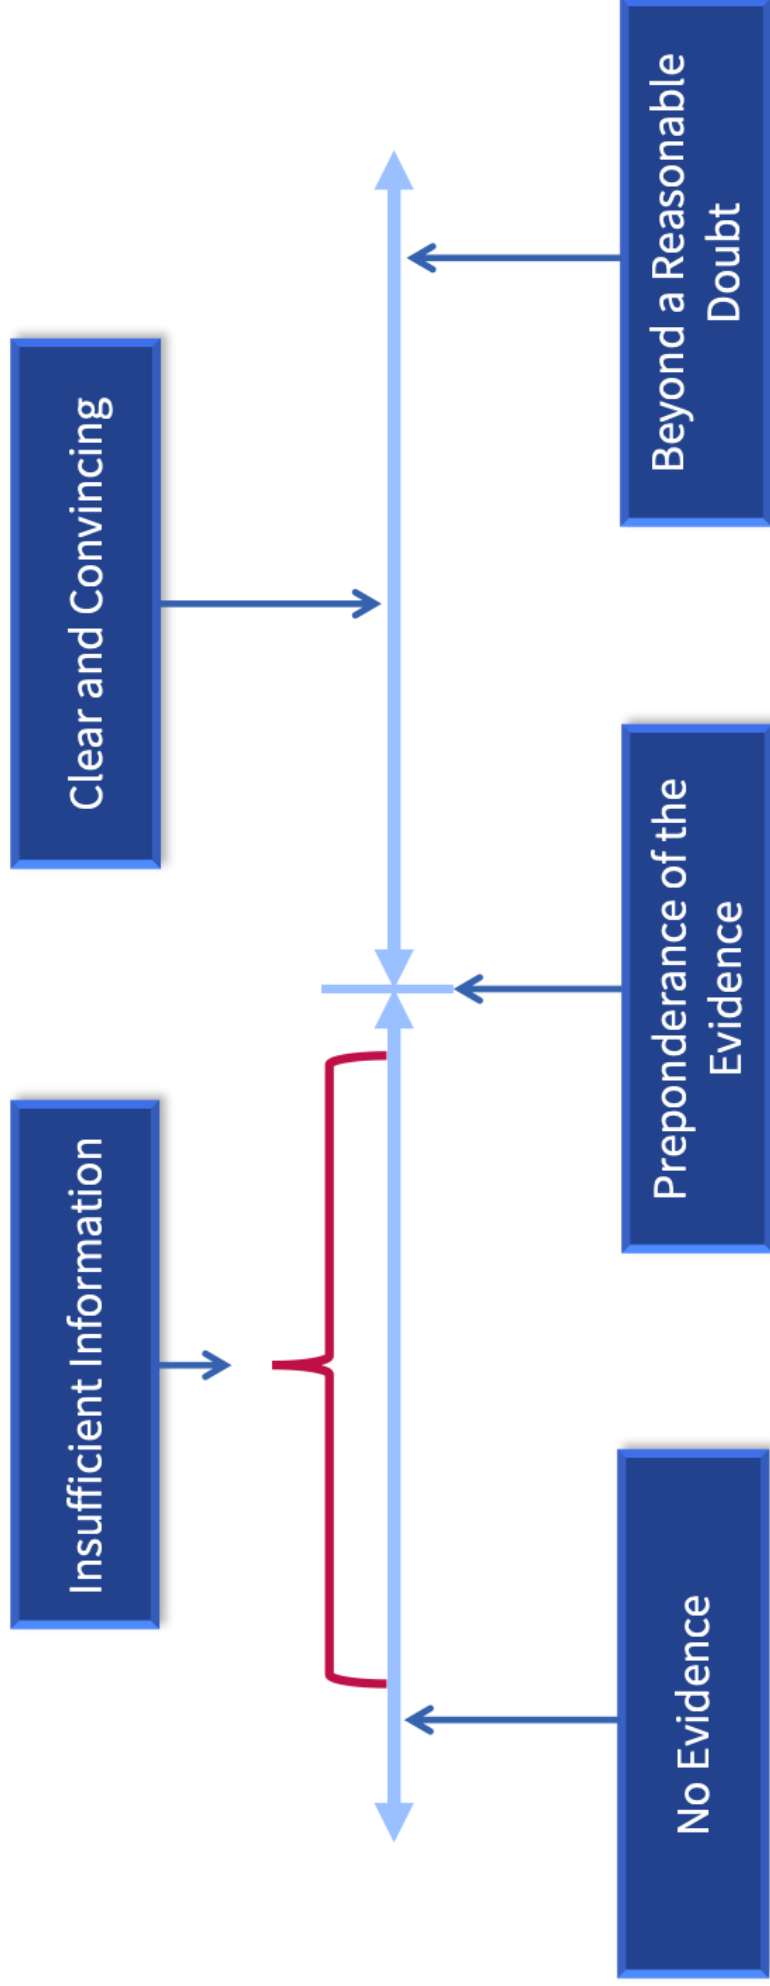 Insufficient Information
Clear and Convincing
No Evidence
Preponderance of the
Evidence
Beyond a Reasonable
Doubt